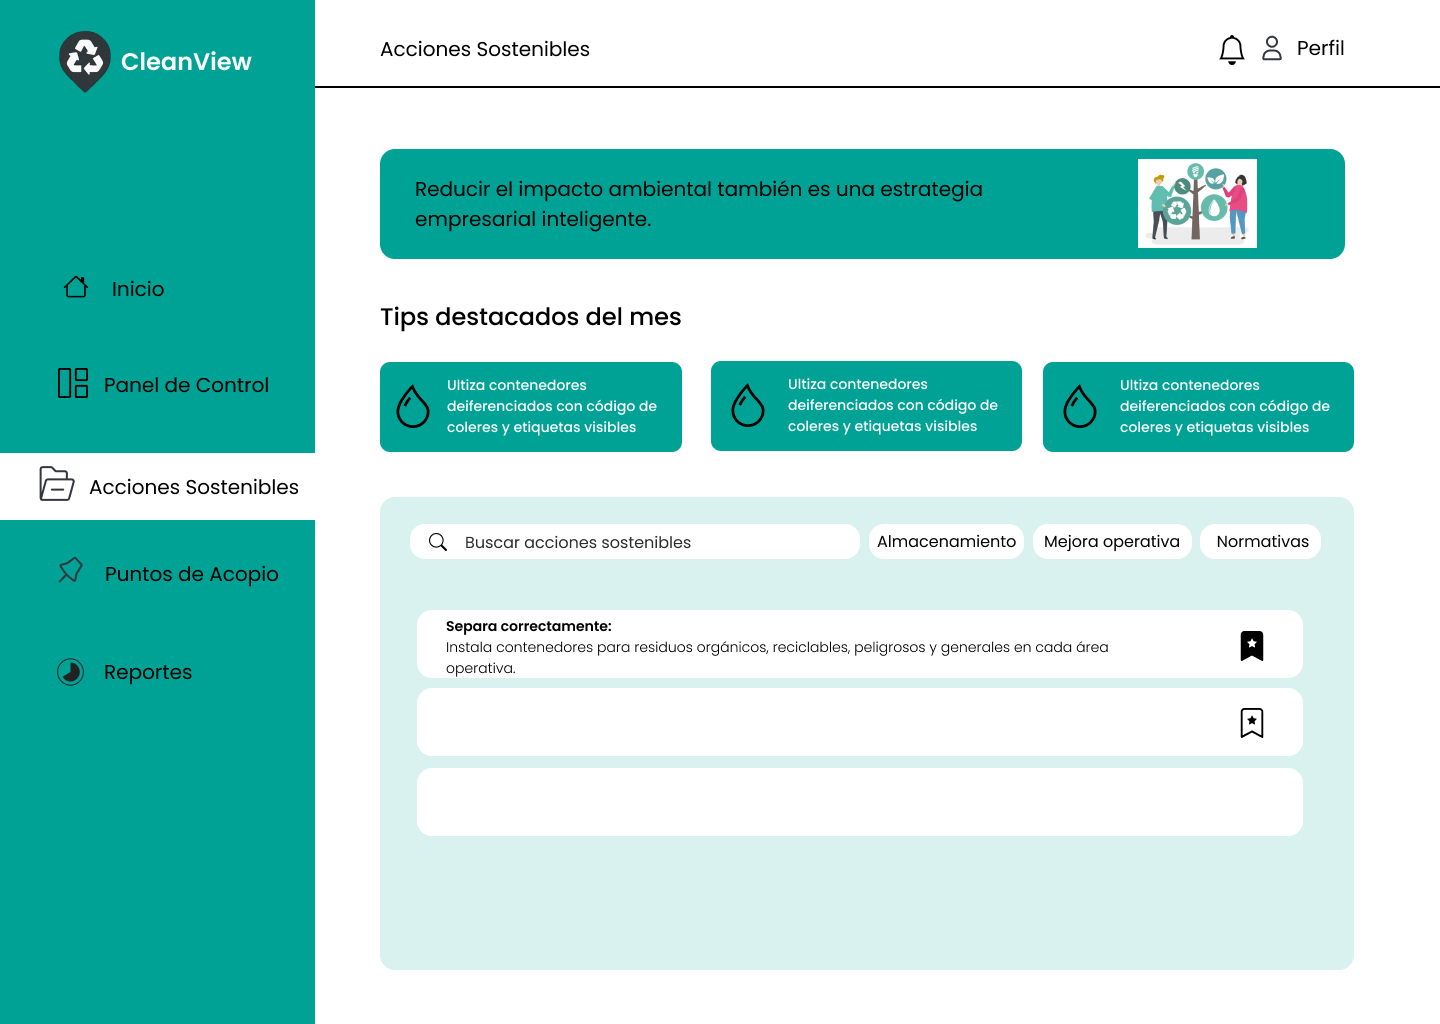 CleanView
Acciones Sostenibles
Perfil
Inicio
Panel de Control
Acciones Sostenibles
Puntos de Acopio
Reportes
Reducir el impacto ambiental también es una estrategia
empresarial inteligente.
Tips destacados del mes
Ultiza contenedores
deiferenciados con código de
coleres y etiquetas visibles
Ultiza contenedores
deiferenciados con código de
coleres y etiquetas visibles
Ultiza contenedores
deiferenciados con código de
coleres y etiquetas visibles
Buscar acciones sostenibles
Almacenamiento
Mejora operativa
Normativas
Separa correctamente:
Instala contenedores para residuos orgánicos, reciclables, peligrosos y generales en cada área
operativa.